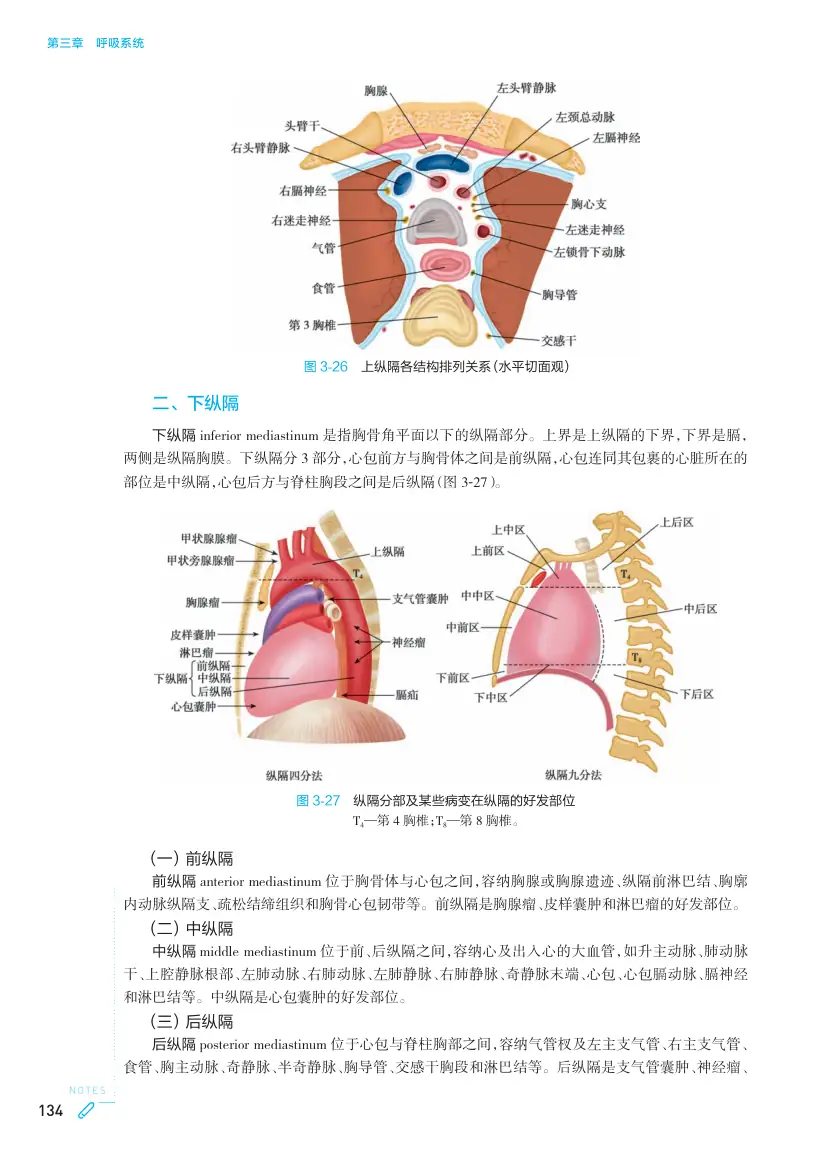 第三章 呼吸系统
胸腺
左头臂静脉
头臂干
左颈总动脉
右头臂静脉
左膈神经
右膈神经
胸心支
右迷走神经
左迷走神经
气管
左锁骨下动脉
食管
胸导管
第 3 胸椎
交感干
图 3-26 上纵隔各结构排列关系(水平切面观)
二、下纵隔
下纵隔 inferior mediastinum 是指胸骨角平面以下的纵隔部分。上界是上纵隔的下界,下界是膈,
两侧是纵隔胸膜。下纵隔分 3 部分,心包前方与胸骨体之间是前纵隔,心包连同其包裹的心脏所在的
部位是中纵隔,心包后方与脊柱胸段之间是后纵隔(图 3-27)。
甲状腺腺瘤
甲状旁腺腺瘤
上纵隔
T₄
胸腺瘤
支气管囊肿
皮样囊肿
神经瘤
淋巴瘤
下纵隔
前纵隔
中纵隔
后纵隔
膈疝
心包囊肿
纵隔四分法
上中区
上后区
上前区
T₄
中中区
中后区
中前区
T₈
下前区
下中区
下后区
纵隔九分法
图 3-27 纵隔分部及某些病变在纵隔的好发部位
T₄—第 4 胸椎;T₈—第 8 胸椎。
(一)前纵隔
前纵隔 anterior mediastinum 位于胸骨体与心包之间,容纳胸腺或胸腺遗迹、纵隔前淋巴结、胸廓
内动脉纵隔支、疏松结缔组织和胸骨心包韧带等。前纵隔是胸腺瘤、皮样囊肿和淋巴瘤的好发部位。
(二)中纵隔
中纵隔 middle mediastinum 位于前、后纵隔之间,容纳心及出入心的大血管,如升主动脉、肺动脉
干、上腔静脉根部、左肺动脉、右肺动脉、左肺静脉、右肺静脉、奇静脉末端、心包、心包膈动脉、膈神经
和淋巴结等。中纵隔是心包囊肿的好发部位。
(三)后纵隔
后纵隔 posterior mediastinum 位于心包与脊柱胸部之间,容纳气管杈及左主支气管、右主支气管、
食管、胸主动脉、奇静脉、半奇静脉、胸导管、交感干胸段和淋巴结等。后纵隔是支气管囊肿、神经瘤、
NOTES
134